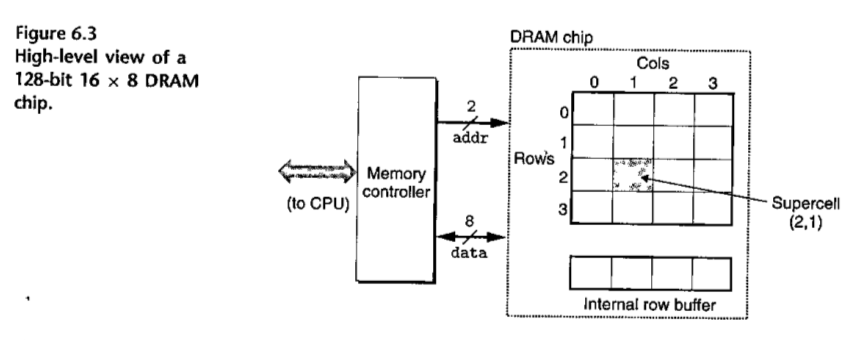 Figure 6.3
High-level view of a
128-bit 16 × 8 DRAM
chip.
DRAM chip
Cols
0 1 2 3
0
1
Rows
2
3
2
addr
Memory
controller
(to CPU)
8
data
Supercell
(2,1)
Internal row buffer